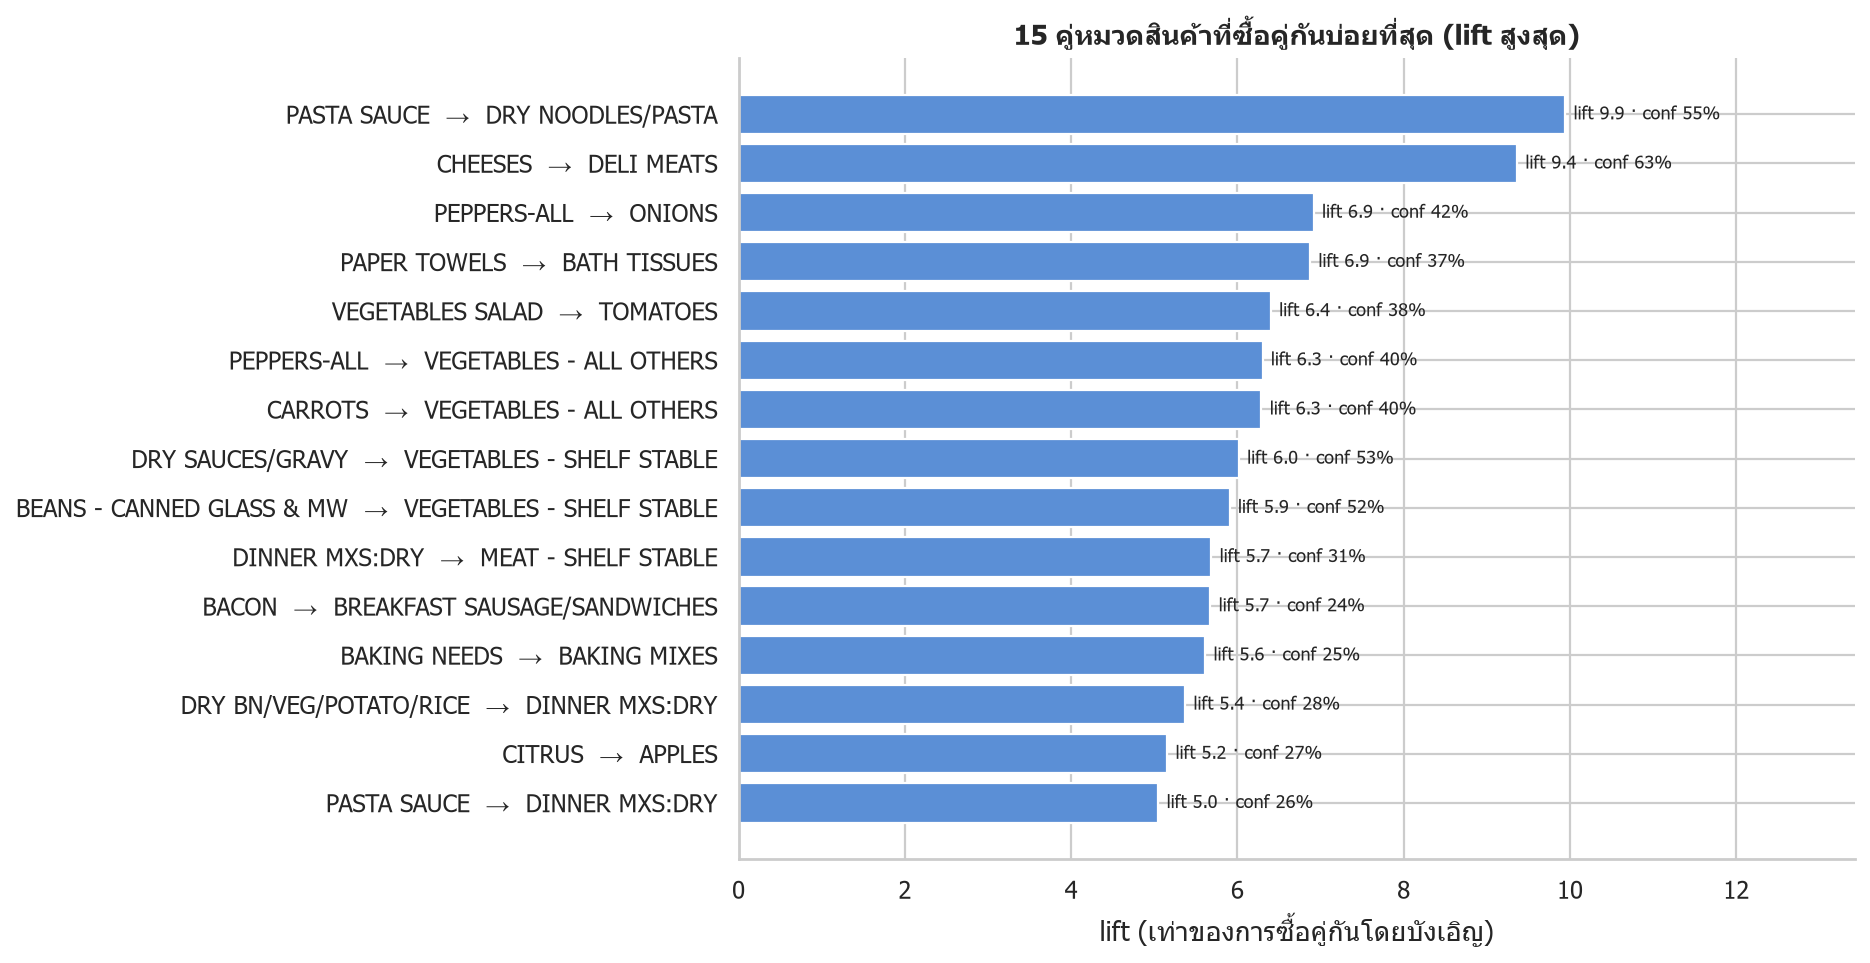 15 คู่หมวดสินค้าที่ซื้อคู่กันบ่อยที่สุด (lift สูงสุด)
PASTA SAUCE → DRY NOODLES/PASTA lift 9.9 · conf 55%
CHEESES → DELI MEATS lift 9.4 · conf 63%
PEPPERS-ALL → ONIONS lift 6.9 · conf 42%
PAPER TOWELS → BATH TISSUES lift 6.9 · conf 37%
VEGETABLES SALAD → TOMATOES lift 6.4 · conf 38%
PEPPERS-ALL → VEGETABLES - ALL OTHERS lift 6.3 · conf 40%
CARROTS → VEGETABLES - ALL OTHERS lift 6.3 · conf 40%
DRY SAUCES/GRAVY → VEGETABLES - SHELF STABLE lift 6.0 · conf 53%
BEANS - CANNED GLASS & MW → VEGETABLES - SHELF STABLE lift 5.9 · conf 52%
DINNER MXS:DRY → MEAT - SHELF STABLE lift 5.7 · conf 31%
BACON → BREAKFAST SAUSAGE/SANDWICHES lift 5.7 · conf 24%
BAKING NEEDS → BAKING MIXES lift 5.6 · conf 25%
DRY BN/VEG/POTATO/RICE → DINNER MXS:DRY lift 5.4 · conf 28%
CITRUS → APPLES lift 5.2 · conf 27%
PASTA SAUCE → DINNER MXS:DRY lift 5.0 · conf 26%
0 2 4 6 8 10 12
lift (เท่าของการซื้อคู่กันโดยบังเอิญ)